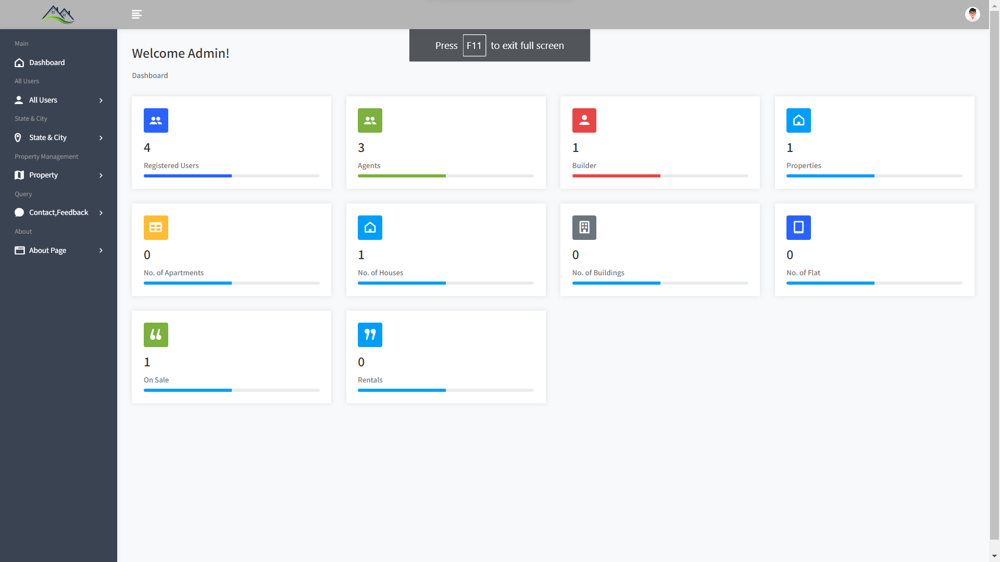 Press F11 to exit full screen
Main
Dashboard
All Users
All Users
State & City
State & City
Property Management
Property
Query
Contact,Feedback
About
About Page
Welcome Admin!
Dashboard
4
Registered Users
3
Agents
1
Builder
1
Properties
0
No. of Apartments
1
No. of Houses
0
No. of Buildings
0
No. of Flat
1
On Sale
0
Rentals